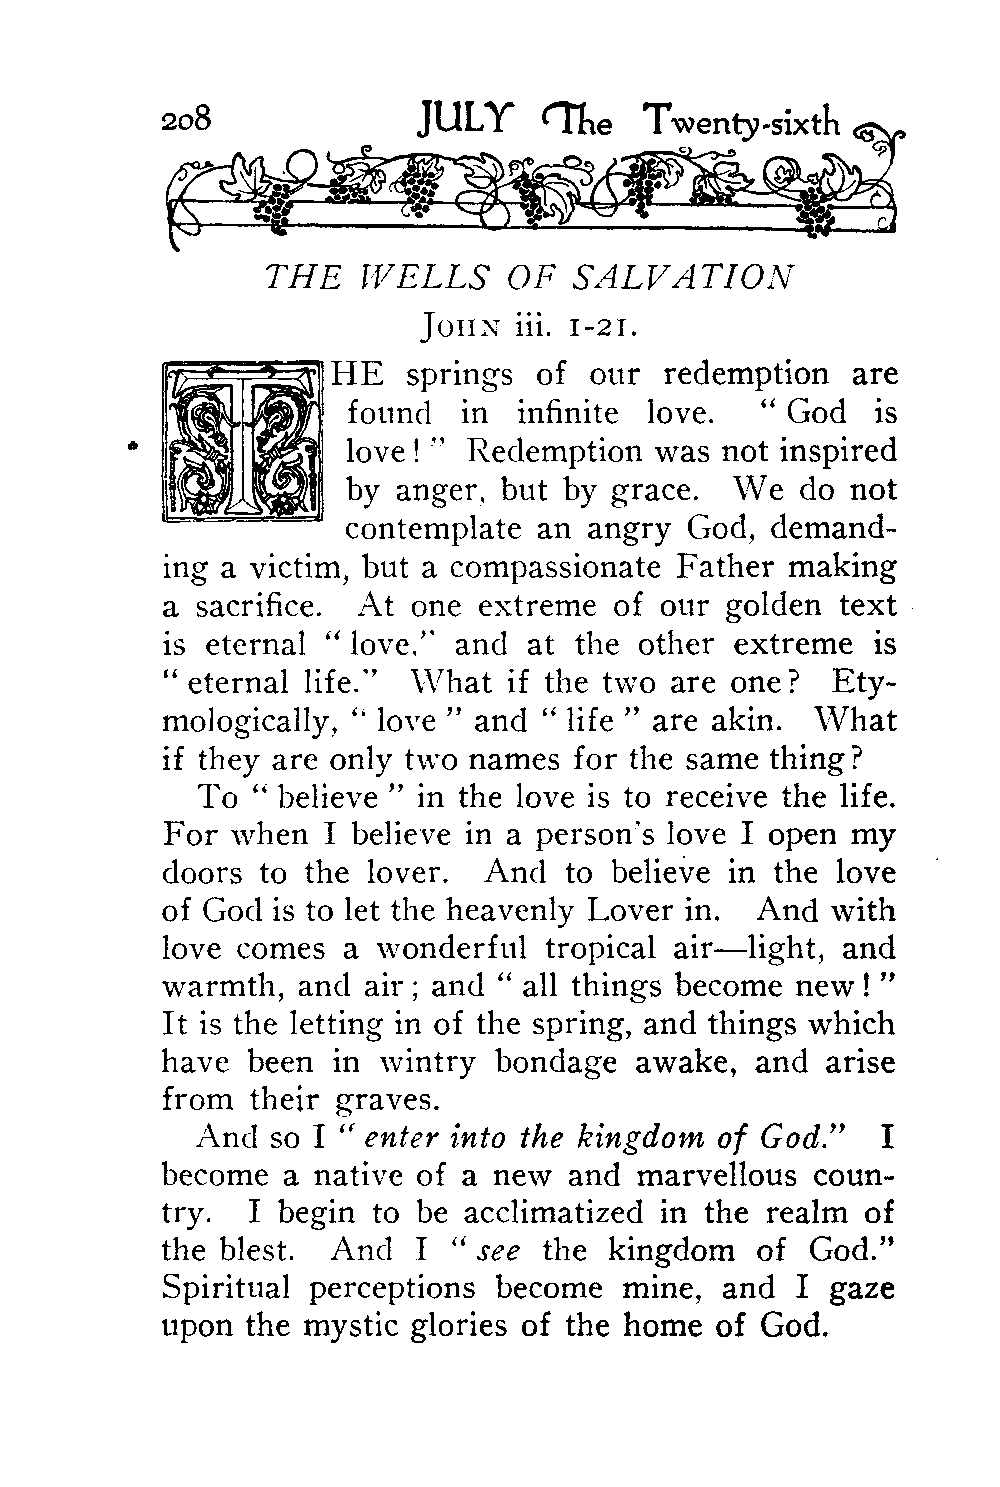 208 JULY The Twenty-sixth
THE WELLS OF SALVATION
John iii. 1-21.
THE springs of our redemption are
found in infinite love. “ God is
love ! ” Redemption was not inspired
by anger, but by grace. We do not
contemplate an angry God, demand-
ing a victim, but a compassionate Father making
a sacrifice. At one extreme of our golden text
is eternal “ love,” and at the other extreme is
“ eternal life.” What if the two are one ? Ety-
mologically, “ love ” and “ life ” are akin. What
if they are only two names for the same thing ?
To “ believe ” in the love is to receive the life.
For when I believe in a person's love I open my
doors to the lover. And to believe in the love
of God is to let the heavenly Lover in. And with
love comes a wonderful tropical air—light, and
warmth, and air ; and “ all things become new ! ”
It is the letting in of the spring, and things which
have been in wintry bondage awake, and arise
from their graves.
And so I “ enter into the kingdom of God.” I
become a native of a new and marvellous coun-
try. I begin to be acclimatized in the realm of
the blest. And I “ see the kingdom of God.”
Spiritual perceptions become mine, and I gaze
upon the mystic glories of the home of God.